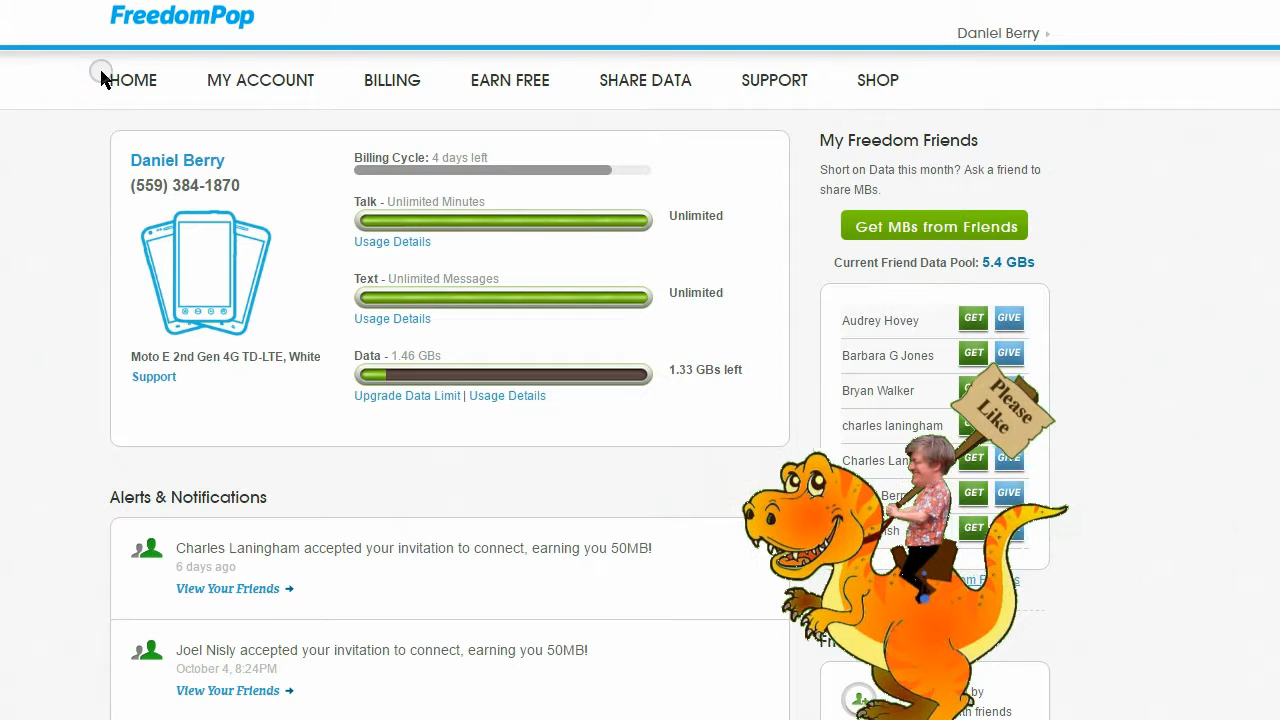 FreedomPop
Daniel Berry
HOME MY ACCOUNT BILLING EARN FREE SHARE DATA SUPPORT SHOP
Daniel Berry
(559) 384-1870
Moto E 2nd Gen 4G TD-LTE, White
Support
Billing Cycle: 4 days left
Talk - Unlimited Minutes
Unlimited
Usage Details
Text - Unlimited Messages
Unlimited
Usage Details
Data - 1.46 GBs
1.33 GBs left
Upgrade Data Limit | Usage Details
My Freedom Friends
Short on Data this month? Ask a friend to
share MBs.
Get MBs from Friends
Current Friend Data Pool: 5.4 GBs
Audrey Hovey GET GIVE
Barbara G Jones GET GIVE
Bryan Walker
charles laningham
Charles GET GIVE
GET GIVE
GET
Please
Like
Alerts & Notifications
Charles Laningham accepted your invitation to connect, earning you 50MB!
6 days ago
View Your Friends
Joel Nisly accepted your invitation to connect, earning you 50MB!
October 4, 8:24PM
View Your Friends
by
friends